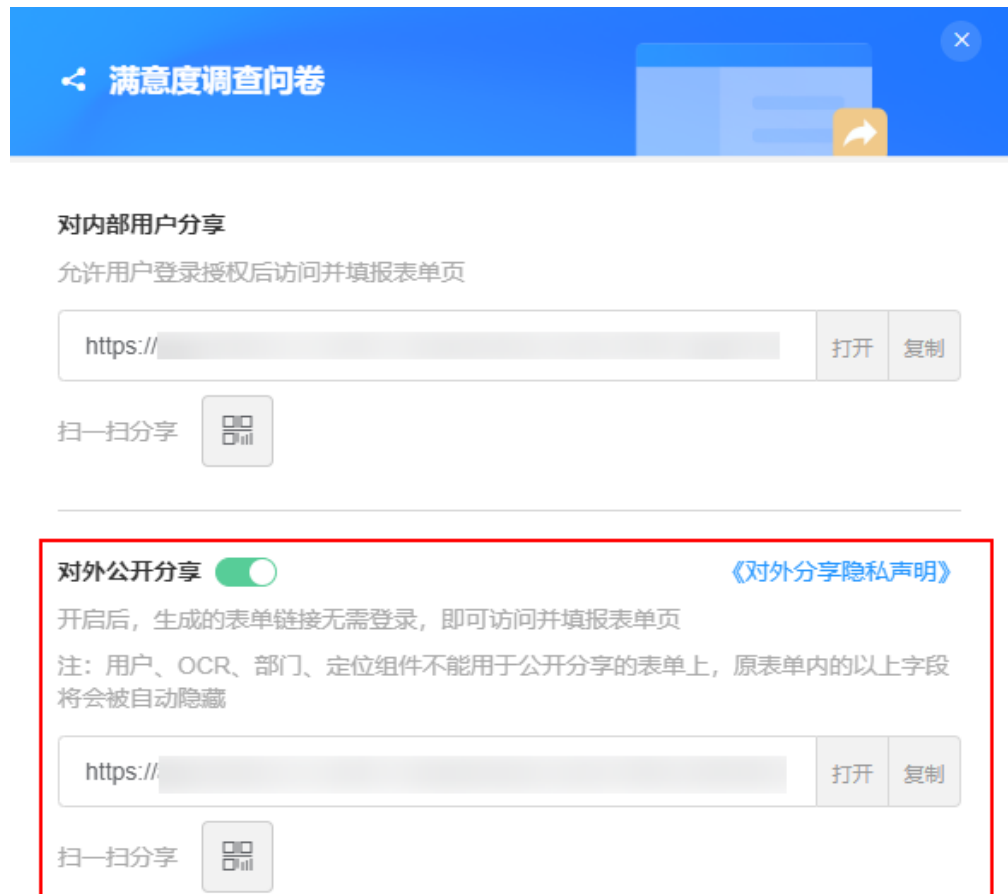 满意度调查问卷
对内部用户分享
允许用户登录授权后访问并填报表单页
https://
打开
复制
扫一扫分享
对外公开分享
《对外分享隐私声明》
开启后，生成的表单链接无需登录，即可访问并填报表单页
注：用户、OCR、部门、定位组件不能用于公开分享的表单上，原表单内的以上字段
将会被自动隐藏
https://
打开
复制
扫一扫分享